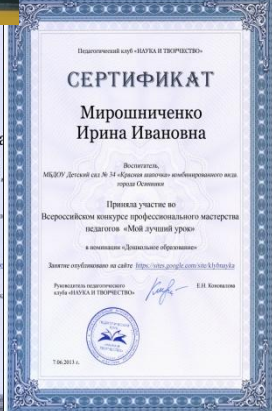 Педагогический клуб «НАУКА И ТВОРЧЕСТВО»
СЕРТИФИКАТ
Мирошниченко
Ирина Ивановна
Воспитатель,
МБДОУ Детский сад № 34 «Красная шапочка» комбинированного вида
города Осинники
Приняла участие во
Всероссийском конкурсе профессионального мастерства
педагогов «Мой лучший урок»
в номинации «Дошкольное образование»
Занятие опубликовано на сайте https://sites.google.com/site/klybnayka
Руководитель педагогического
клуба «НАУКА И ТВОРЧЕСТВО»
Е.Н. Коновалова
7.06.2013 г.